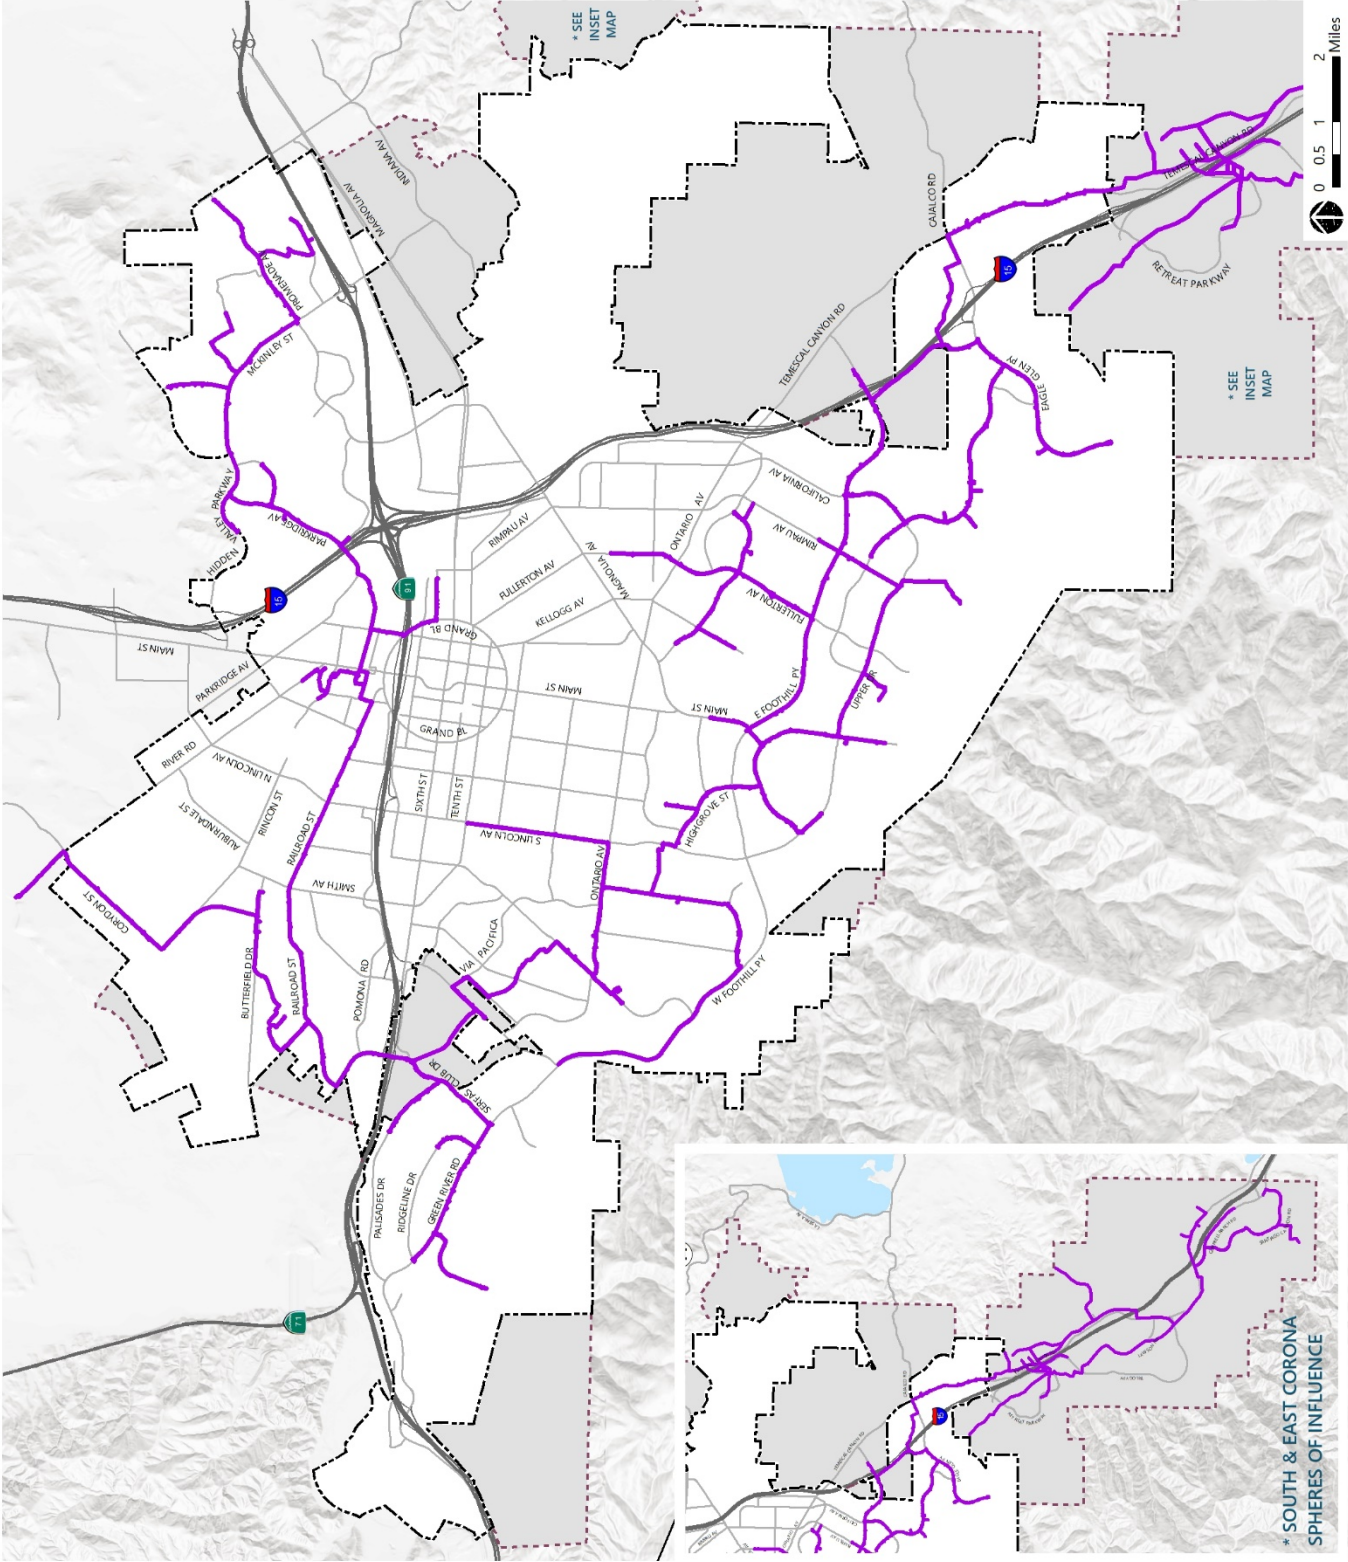 * SEE
INSET
MAP
0 0.5 1 2
Miles
INDIANA AV
MAGNOLIA AV
PROMENADE AV
MCKINLEY ST
CAJALCO RD
TEMESCAL CANYON RD
TEMESCAL CANYON RD
RETREAT PARKWAY
15
EAGLE GLEN PY
* SEE
INSET
MAP
HIDDEN
VALLEY PARKWAY
PARKRIDGE AV
15
91
RIMPAU AV
FULLERTON AV
KELLOGG AV
MAGNOLIA
AV
ONTARIO AV
CALIFORNIA AV
RIMPAU AV
FULLERTON AV
GRAND BL
MAIN ST
PARKRIDGE AV
MAIN ST
MAIN ST
E FOOTHILL PY
UPPER DR
GRAND BL
RIVER RD
N LINCOLN AV
AUBURNDALE ST
RINCON ST
RAILROAD ST
SIXTH ST
TENTH ST
S LINCOLN AV
HIGHGROVE ST
SMITH AV
ONTARIO AV
CORYDON ST
BUTTERFIELD DR
RAILROAD ST
POMONA RD
VIA PACIFICA
W FOOTHILL PY
SERFAS CLUB DR
PALISADES DR
RIDGELINE DR
GREEN RIVER RD
71
15
* SOUTH & EAST CORONA
SPHERES OF INFLUENCE